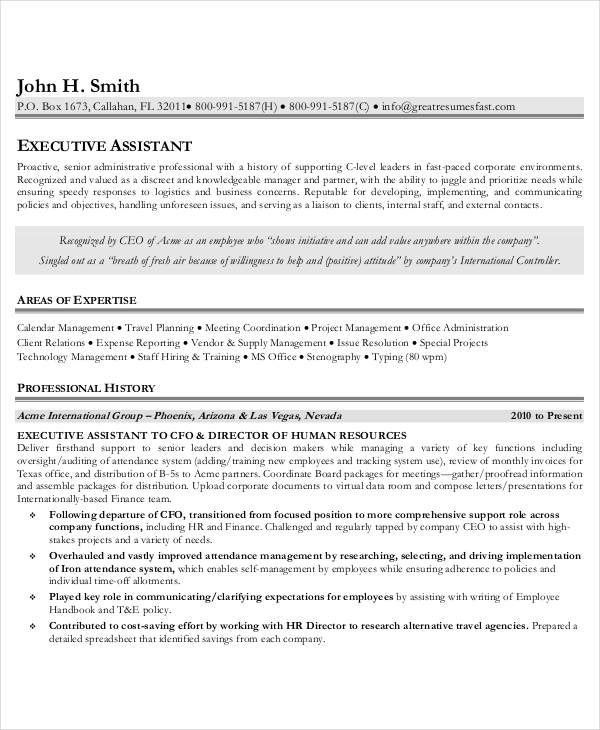 John H. Smith
P.O. Box 1673, Callahan, FL 32011● 800-991-5187(H) ● 800-991-5187(C) ● info@greatresumesfast.com
EXECUTIVE ASSISTANT
Proactive, senior administrative professional with a history of supporting C-level leaders in fast-paced corporate environments.
Recognized and valued as a discreet and knowledgeable manager and partner, with the ability to juggle and prioritize needs while
ensuring speedy responses to logistics and business concerns. Reputable for developing, implementing, and communicating
policies and objectives, handling unforeseen issues, and serving as a liaison to clients, internal staff, and external contacts.
Recognized by CEO of Acme as an employee who “shows initiative and can add value anywhere within the company”.
Singled out as a “breath of fresh air because of willingness to help and (positive) attitude” by company’s International Controller.
AREAS OF EXPERTISE
Calendar Management ● Travel Planning ● Meeting Coordination ● Project Management ● Office Administration
Client Relations ● Expense Reporting ● Vendor & Supply Management ● Issue Resolution ● Special Projects
Technology Management ● Staff Hiring & Training ● MS Office ● Stenography ● Typing (80 wpm)
PROFESSIONAL HISTORY
Acme International Group – Phoenix, Arizona & Las Vegas, Nevada 2010 to Present
EXECUTIVE ASSISTANT TO CFO & DIRECTOR OF HUMAN RESOURCES
Deliver firsthand support to senior leaders and decision makers while managing a variety of key functions including
oversight/auditing of attendance system (adding/training new employees and tracking system use), review of monthly invoices for
Texas office, and distribution of B-5s to Acme partners. Coordinate Board packages for meetings—gather/proofread information
and assemble packages for distribution. Upload corporate documents to virtual data room and compose letters/presentations for
Internationally-based Finance team.
❖ Following departure of CFO, transitioned from focused position to more comprehensive support role across
company functions, including HR and Finance. Challenged and regularly tapped by company CEO to assist with high-
stakes projects and a variety of needs.
❖ Overhauled and vastly improved attendance management by researching, selecting, and driving implementation
of Iron attendance system, which enables self-management by employees while ensuring adherence to policies and
individual time-off allotments.
❖ Played key role in communicating/clarifying expectations for employees by assisting with writing of Employee
Handbook and T&E policy.
❖ Contributed to cost-saving effort by working with HR Director to research alternative travel agencies. Prepared a
detailed spreadsheet that identified savings from each company.